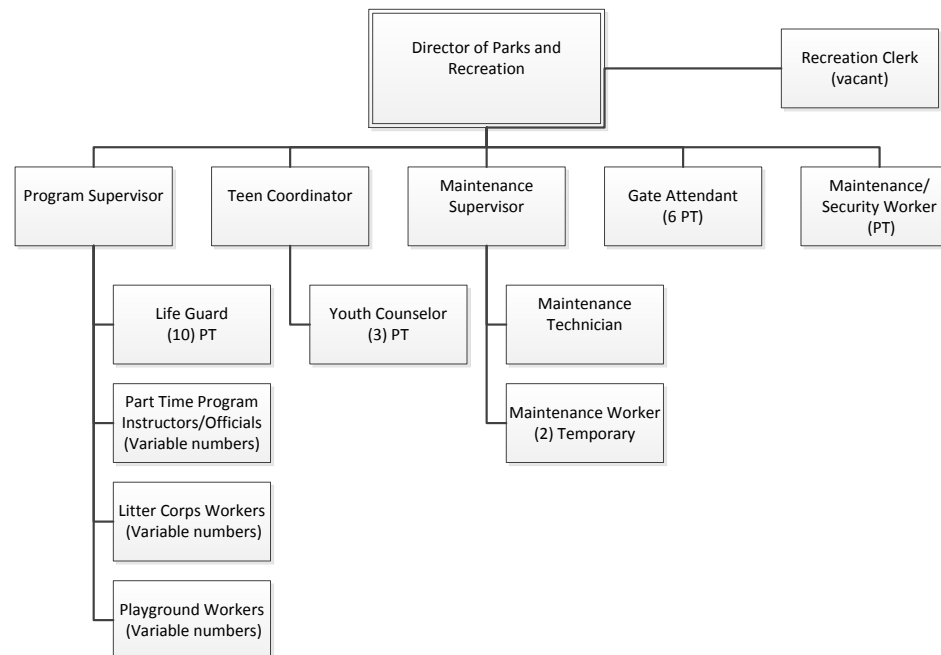 Director of Parks and
Recreation
Recreation Clerk
(vacant)
Program Supervisor
Teen Coordinator
Maintenance
Supervisor
Gate Attendant
(6 PT)
Maintenance/
Security Worker
(PT)
Life Guard
(10) PT
Youth Counselor
(3) PT
Maintenance
Technician
Part Time Program
Instructors/Officials
(Variable numbers)
Maintenance Worker
(2) Temporary
Litter Corps Workers
(Variable numbers)
Playground Workers
(Variable numbers)